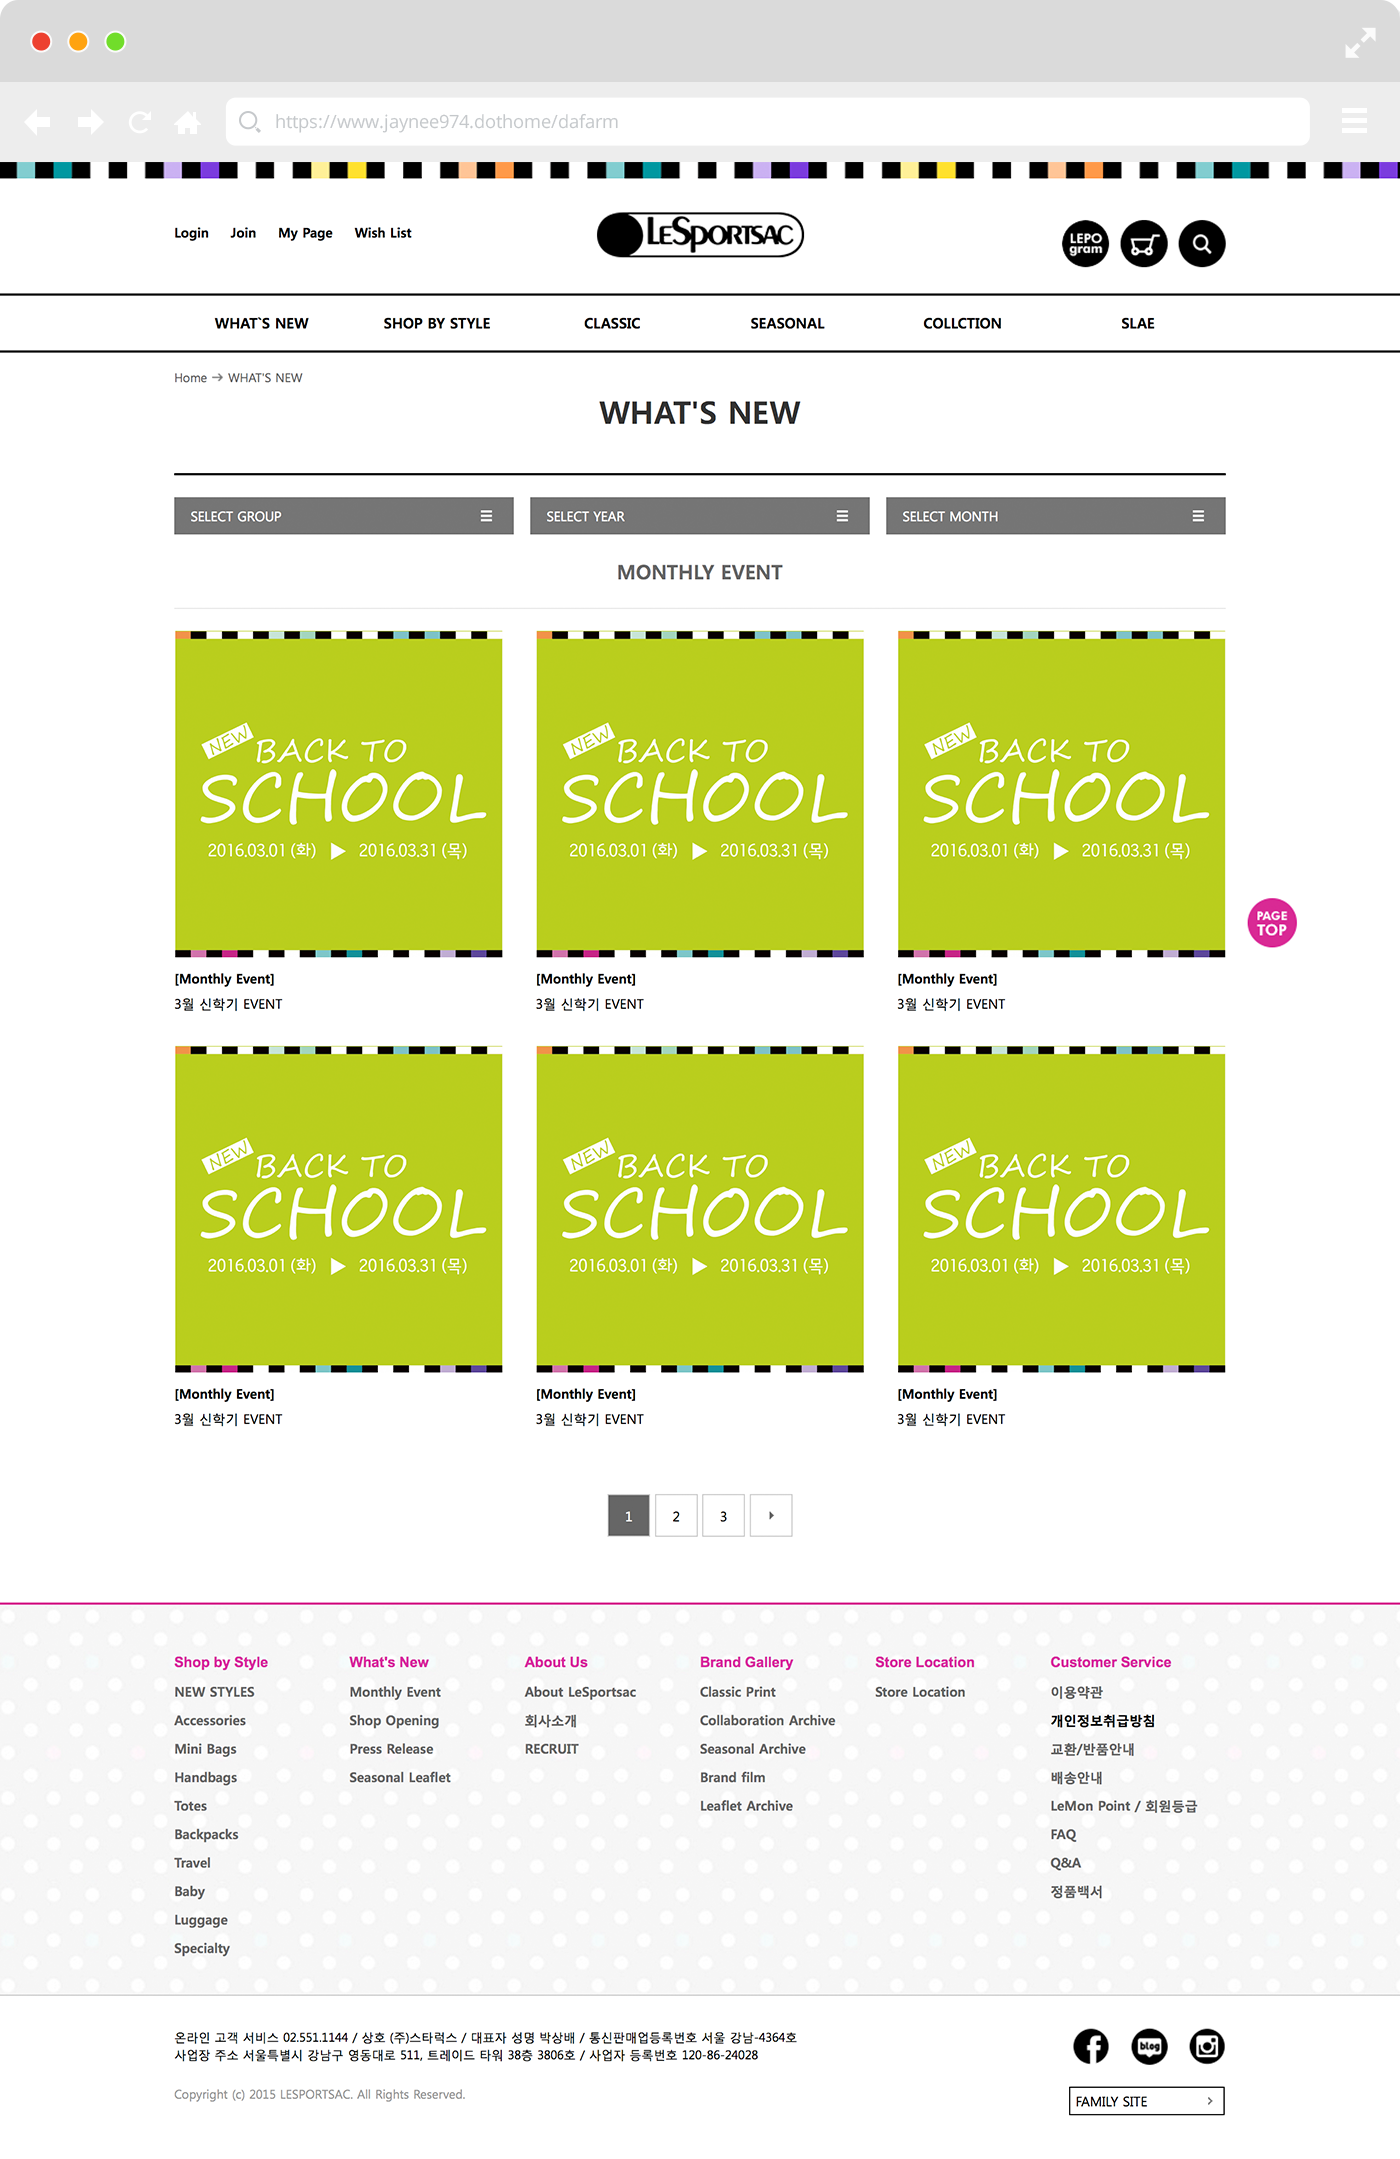 https://www.jaynee974.dothome/dafarm
Login Join My Page Wish List
LESPORTSAC
LEPO
gram
WHAT`S NEW SHOP BY STYLE CLASSIC SEASONAL COLLCTION SLAE
Home → WHAT'S NEW
WHAT'S NEW
SELECT GROUP SELECT YEAR SELECT MONTH
MONTHLY EVENT
NEW BACK TO
SCHOOL
2016.03.01 (화) ▶ 2016.03.31 (목)
[Monthly Event]
3월 신학기 EVENT
NEW BACK TO
SCHOOL
2016.03.01 (화) ▶ 2016.03.31 (목)
[Monthly Event]
3월 신학기 EVENT
NEW BACK TO
SCHOOL
2016.03.01 (화) ▶ 2016.03.31 (목)
[Monthly Event]
3월 신학기 EVENT
PAGE
TOP
NEW BACK TO
SCHOOL
2016.03.01 (화) ▶ 2016.03.31 (목)
[Monthly Event]
3월 신학기 EVENT
NEW BACK TO
SCHOOL
2016.03.01 (화) ▶ 2016.03.31 (목)
[Monthly Event]
3월 신학기 EVENT
NEW BACK TO
SCHOOL
2016.03.01 (화) ▶ 2016.03.31 (목)
[Monthly Event]
3월 신학기 EVENT
1 2 3
Shop by Style
NEW STYLES
Accessories
Mini Bags
Handbags
Totes
Backpacks
Travel
Baby
Luggage
Specialty
What's New
Monthly Event
Shop Opening
Press Release
Seasonal Leaflet
About Us
About LeSportsac
회사소개
RECRUIT
Brand Gallery
Classic Print
Collaboration Archive
Seasonal Archive
Brand film
Leaflet Archive
Store Location
Store Location
Customer Service
이용약관
개인정보취급방침
교환/반품안내
배송안내
LeMon Point / 회원등급
FAQ
Q&A
정품백서
온라인 고객 서비스 02.551.1144 / 상호 (주)스타럭스 / 대표자 성명 박상배 / 통신판매업등록번호 서울 강남-4364호
사업장 주소 서울특별시 강남구 영동대로 511, 트레이드 타워 38층 3806호 / 사업자 등록번호 120-86-24028
Copyright (c) 2015 LESPORTSAC. All Rights Reserved.
blog
FAMILY SITE